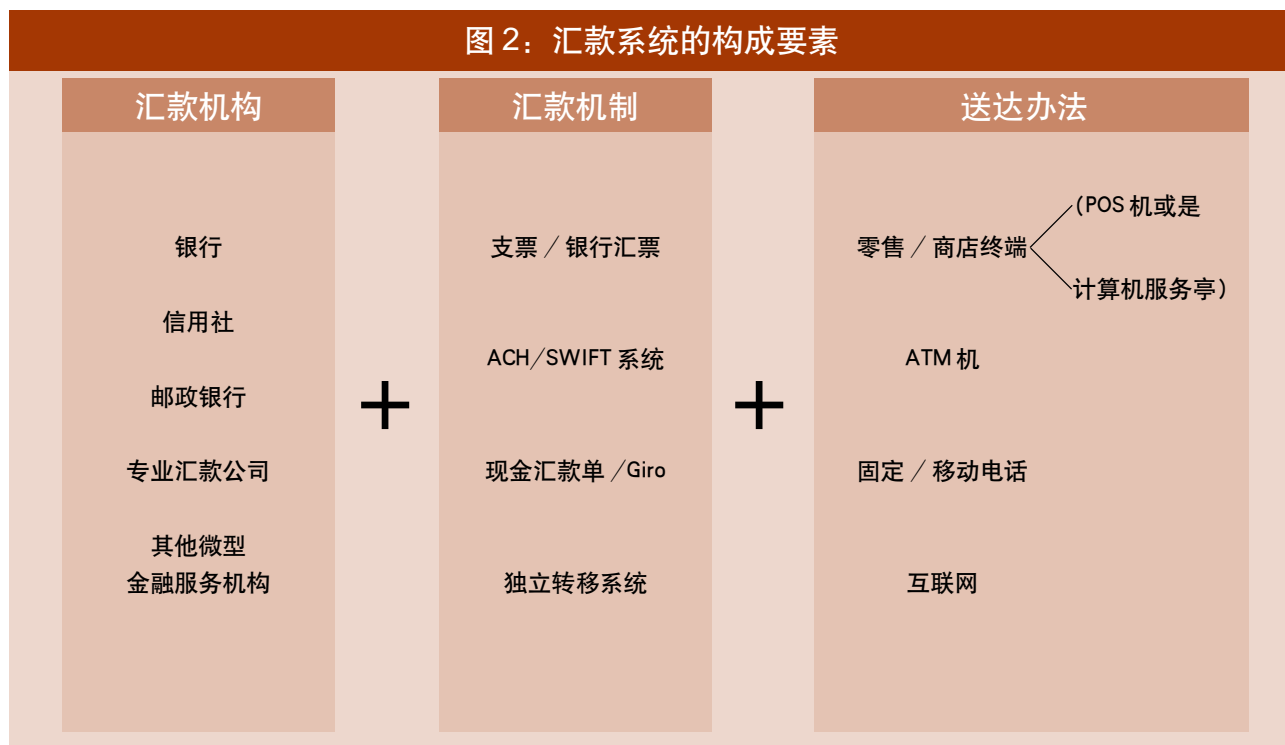 图 2：汇款系统的构成要素
汇款机构
银行
信用社
邮政银行
专业汇款公司
其他微型
金融服务机构
+
汇款机制
支票／银行汇票
ACH/SWIFT 系统
现金汇款单／Giro
独立转移系统
+
送达办法
零售／商店终端
(POS 机或是
计算机服务亭）
ATM 机
固定／移动电话
互联网